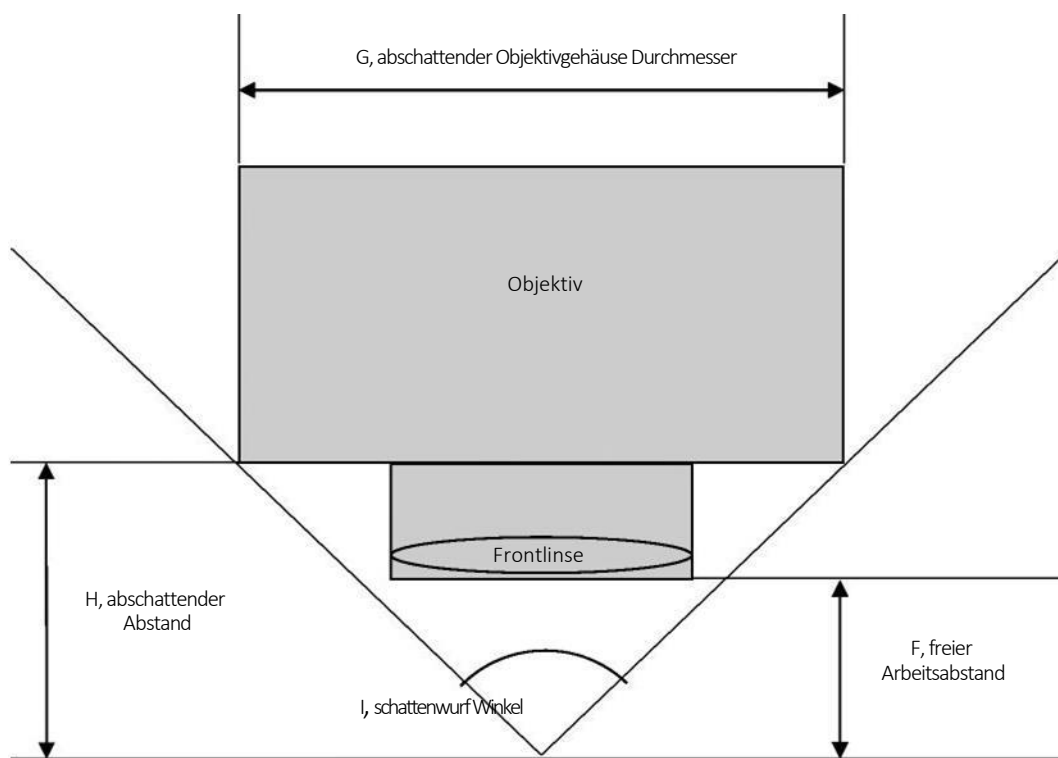 G, abschattender Objektivgehäuse Durchmesser
Objektiv
Frontlinse
H, abschattender
Abstand
F, freier
Arbeitsabstand
I, schattenwurf Winkel